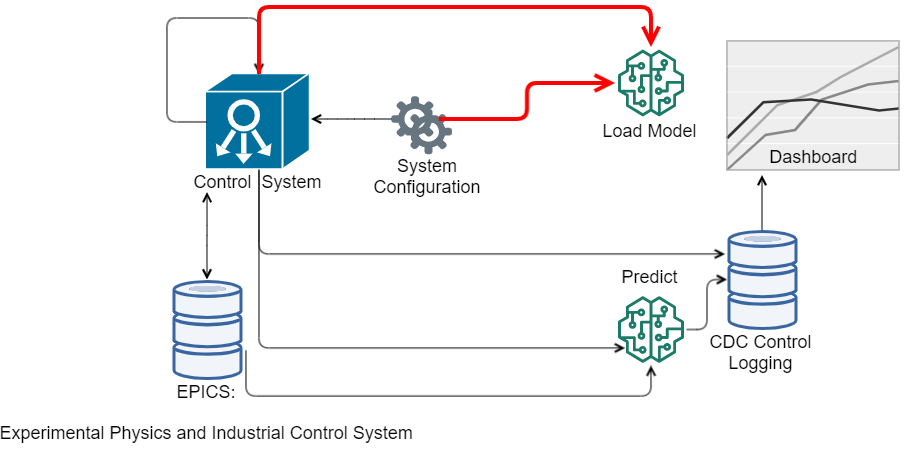 Load Model
Dashboard
System
Configuration
Control System
Predict
CDC Control
Logging
EPICS:
Experimental Physics and Industrial Control System